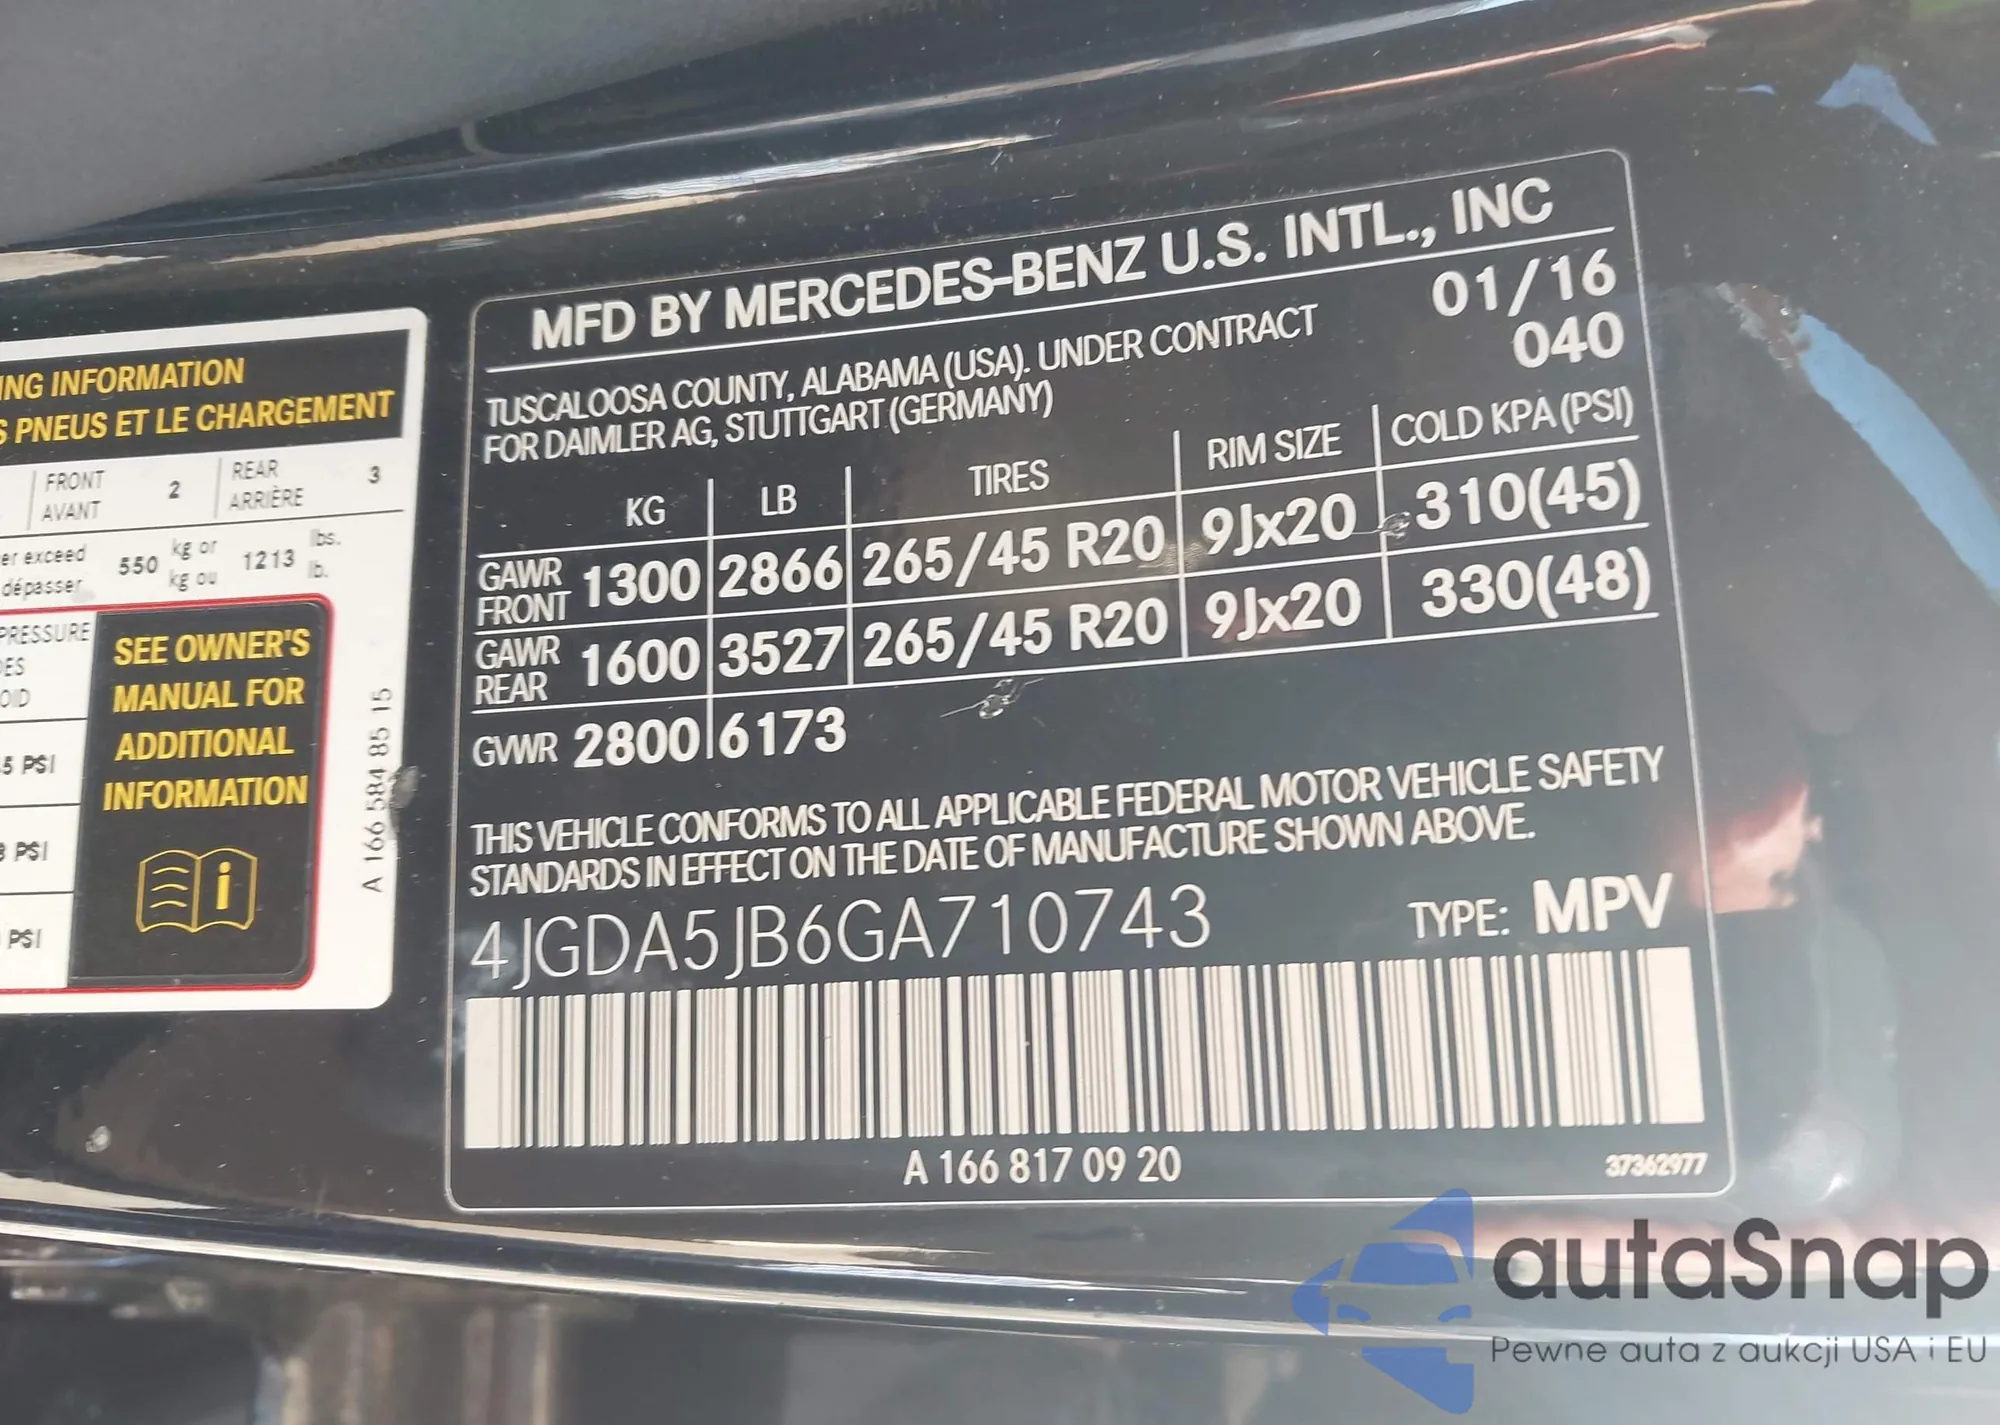 ING INFORMATION
S PNEUS ET LE CHARGEMENT
FRONT
AVANT
2
REAR
ARRIÈRE
3
er exceed
dépasser
550
kg or
kg ou
1213
lbs.
lb.
PRESSURE
DES
OID
5 PSI
PSI
PSI
SEE OWNER'S
MANUAL FOR
ADDITIONAL
INFORMATION
A 166 584 85 15
MFD BY MERCEDES-BENZ U.S. INTL., INC
TUSCALOOSA COUNTY, ALABAMA (USA). UNDER CONTRACT
FOR DAIMLER AG, STUTTGART (GERMANY)
01/16
040
KG LB TIRES RIM SIZE COLD KPA (PSI)
GAWR FRONT 1300 2866 265/45 R20 9Jx20 310(45)
GAWR REAR 1600 3527 265/45 R20 9Jx20 330(48)
GVWR 2800 6173
THIS VEHICLE CONFORMS TO ALL APPLICABLE FEDERAL MOTOR VEHICLE SAFETY
STANDARDS IN EFFECT ON THE DATE OF MANUFACTURE SHOWN ABOVE.
4JGDA5JB6GA710743 TYPE: MPV
A 166 817 09 20
37362977
autaSnap
Pewne auta z aukcji USA i EU